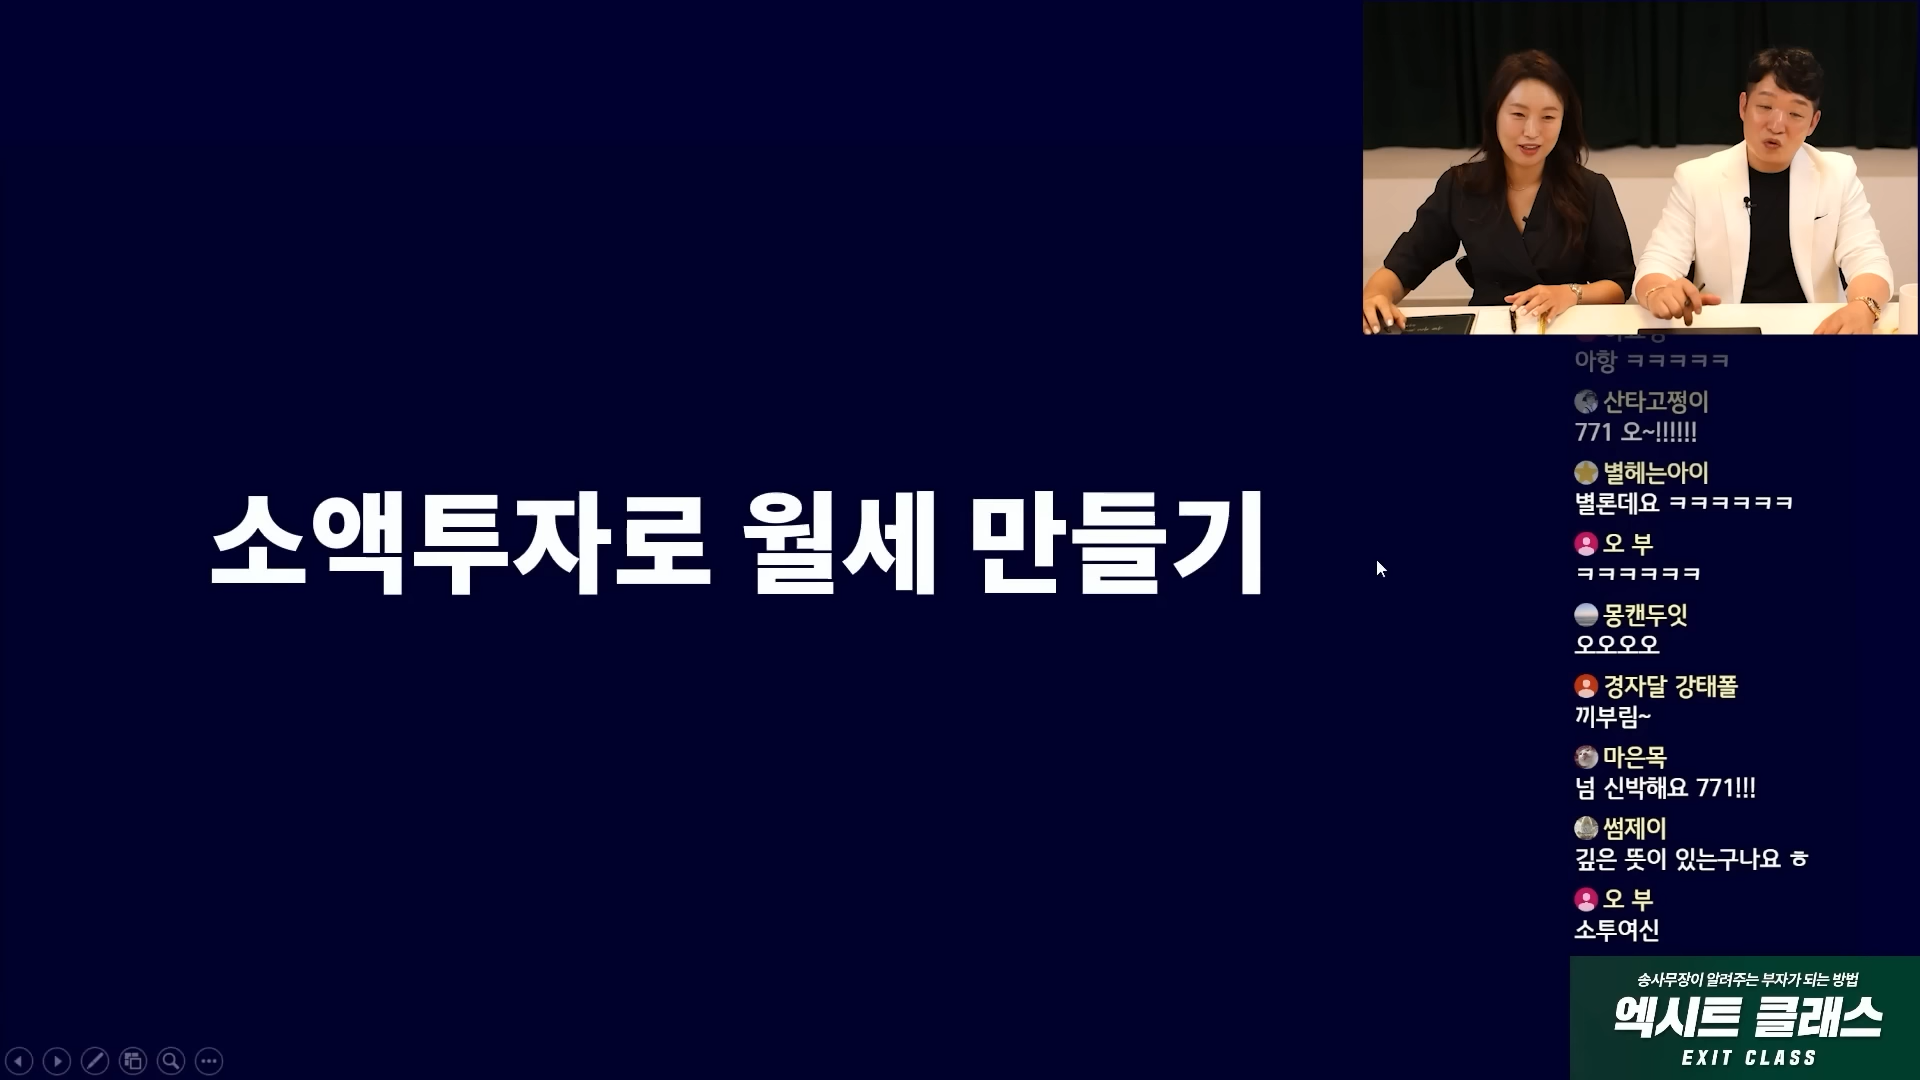 소액투자로 월세 만들기
아항 ㅋㅋㅋㅋㅋ
산타고쩡이
771 오~!!!!!!
별헤는아이
별론데요 ㅋㅋㅋㅋㅋㅋ
오 부
ㅋㅋㅋㅋㅋㅋ
몽캔두잇
오오오오
경자달 강태폴
끼부림~
마은목
넘 신박해요 771!!!
썸제이
깊은 뜻이 있는구나요 ㅎ
오 부
소투여신
송사무장이 알려주는 부자가 되는 방법
엑시트 클래스
EXIT CLASS